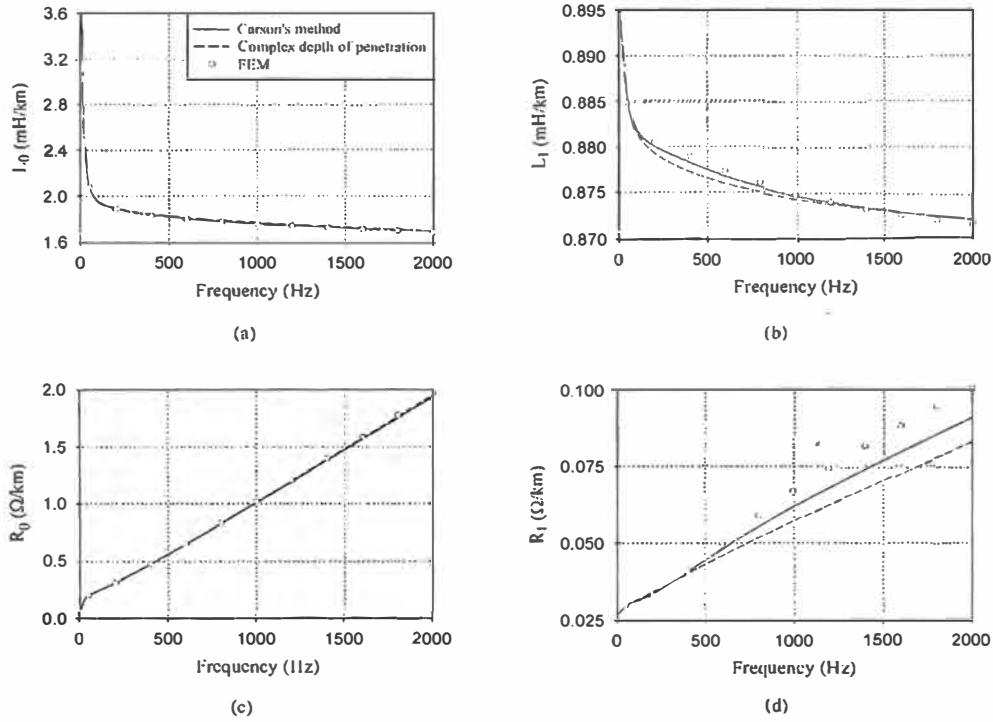 3.6
3.2
2.8
2.4
2.0
1.6
L₀ (mH/km)
Carson's method
Complex depth of penetration
FEM
0 500 1000 1500 2000
Frequency (Hz)
(a)
0.895
0.890
0.885
0.880
0.875
0.870
L₁ (mH/km)
0 500 1000 1500 2000
Frequency (Hz)
(b)
2.0
1.5
1.0
0.5
0.0
R₀ (Ω/km)
0 500 1000 1500 2000
Frequency (Hz)
(c)
0.100
0.075
0.050
0.025
R₁ (Ω/km)
0 500 1000 1500 2000
Frequency (Hz)
(d)